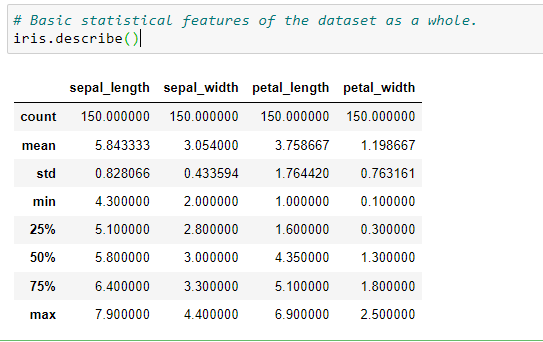 # Basic statistical features of the dataset as a whole.
iris.describe()
sepal_length sepal_width petal_length petal_width
count 150.000000 150.000000 150.000000 150.000000
mean 5.843333 3.054000 3.758667 1.198667
std 0.828066 0.433594 1.764420 0.763161
min 4.300000 2.000000 1.000000 0.100000
25% 5.100000 2.800000 1.600000 0.300000
50% 5.800000 3.000000 4.350000 1.300000
75% 6.400000 3.300000 5.100000 1.800000
max 7.900000 4.400000 6.900000 2.500000